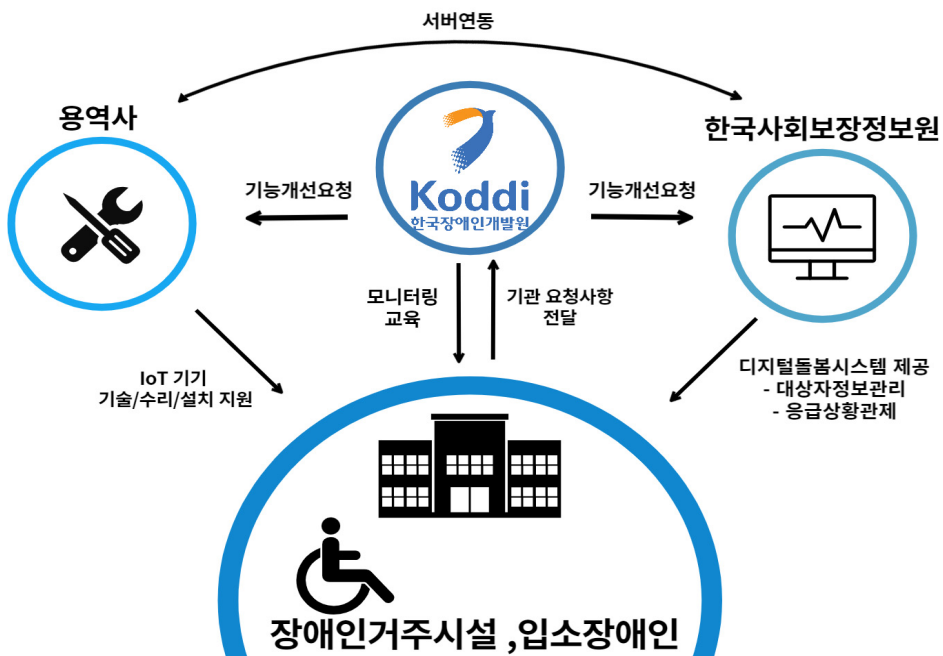 서버연동
용역사
한국사회보장정보원
Koddi
한국장애인개발원
기능개선요청
기능개선요청
모니터링
교육
기관 요청사항
전달
IoT 기기
기술/수리/설치 지원
디지털돌봄시스템 제공
- 대상자정보관리
- 응급상황관제
장애인거주시설 ,입소장애인